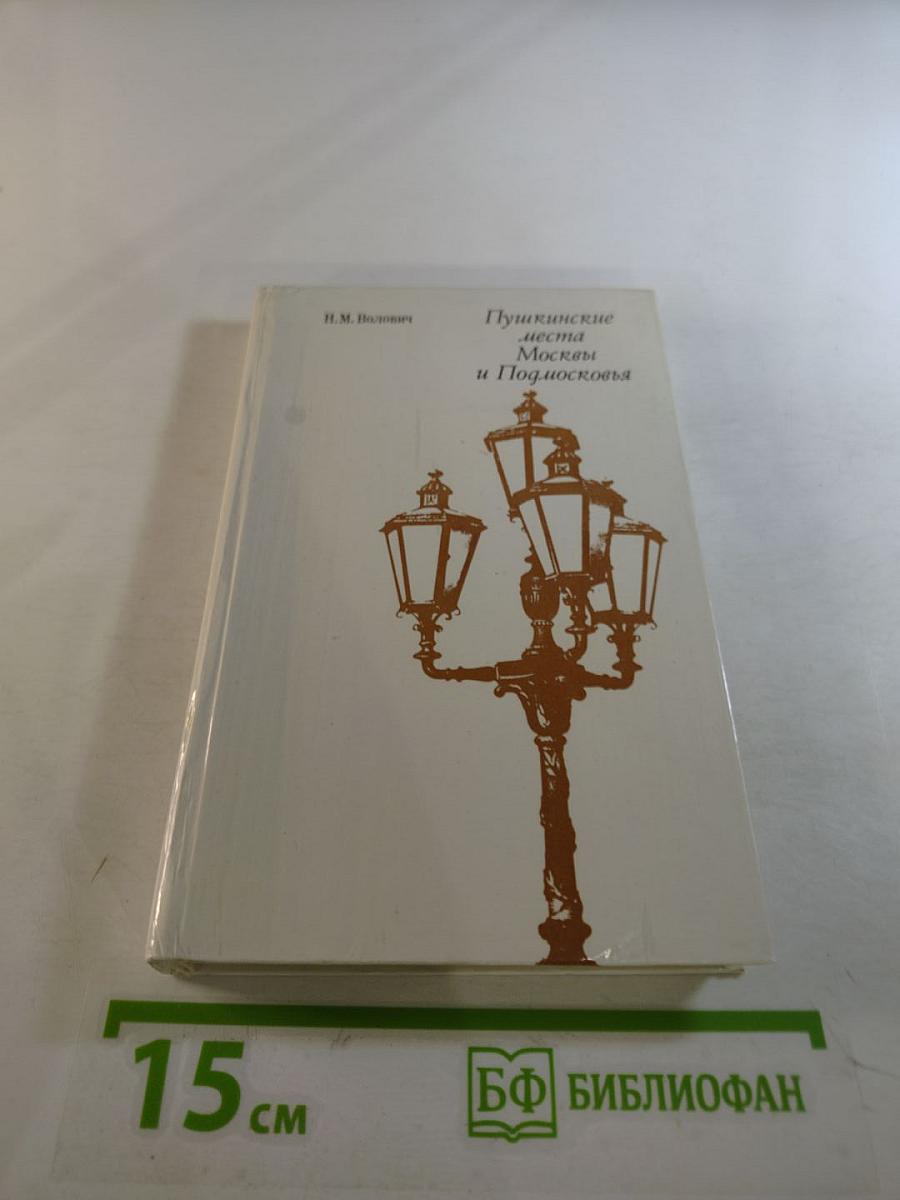 Н. М. Волович
Пушкинские
места
Москвы
и Подмосковья
15 см
БФ БИБЛИОФАН